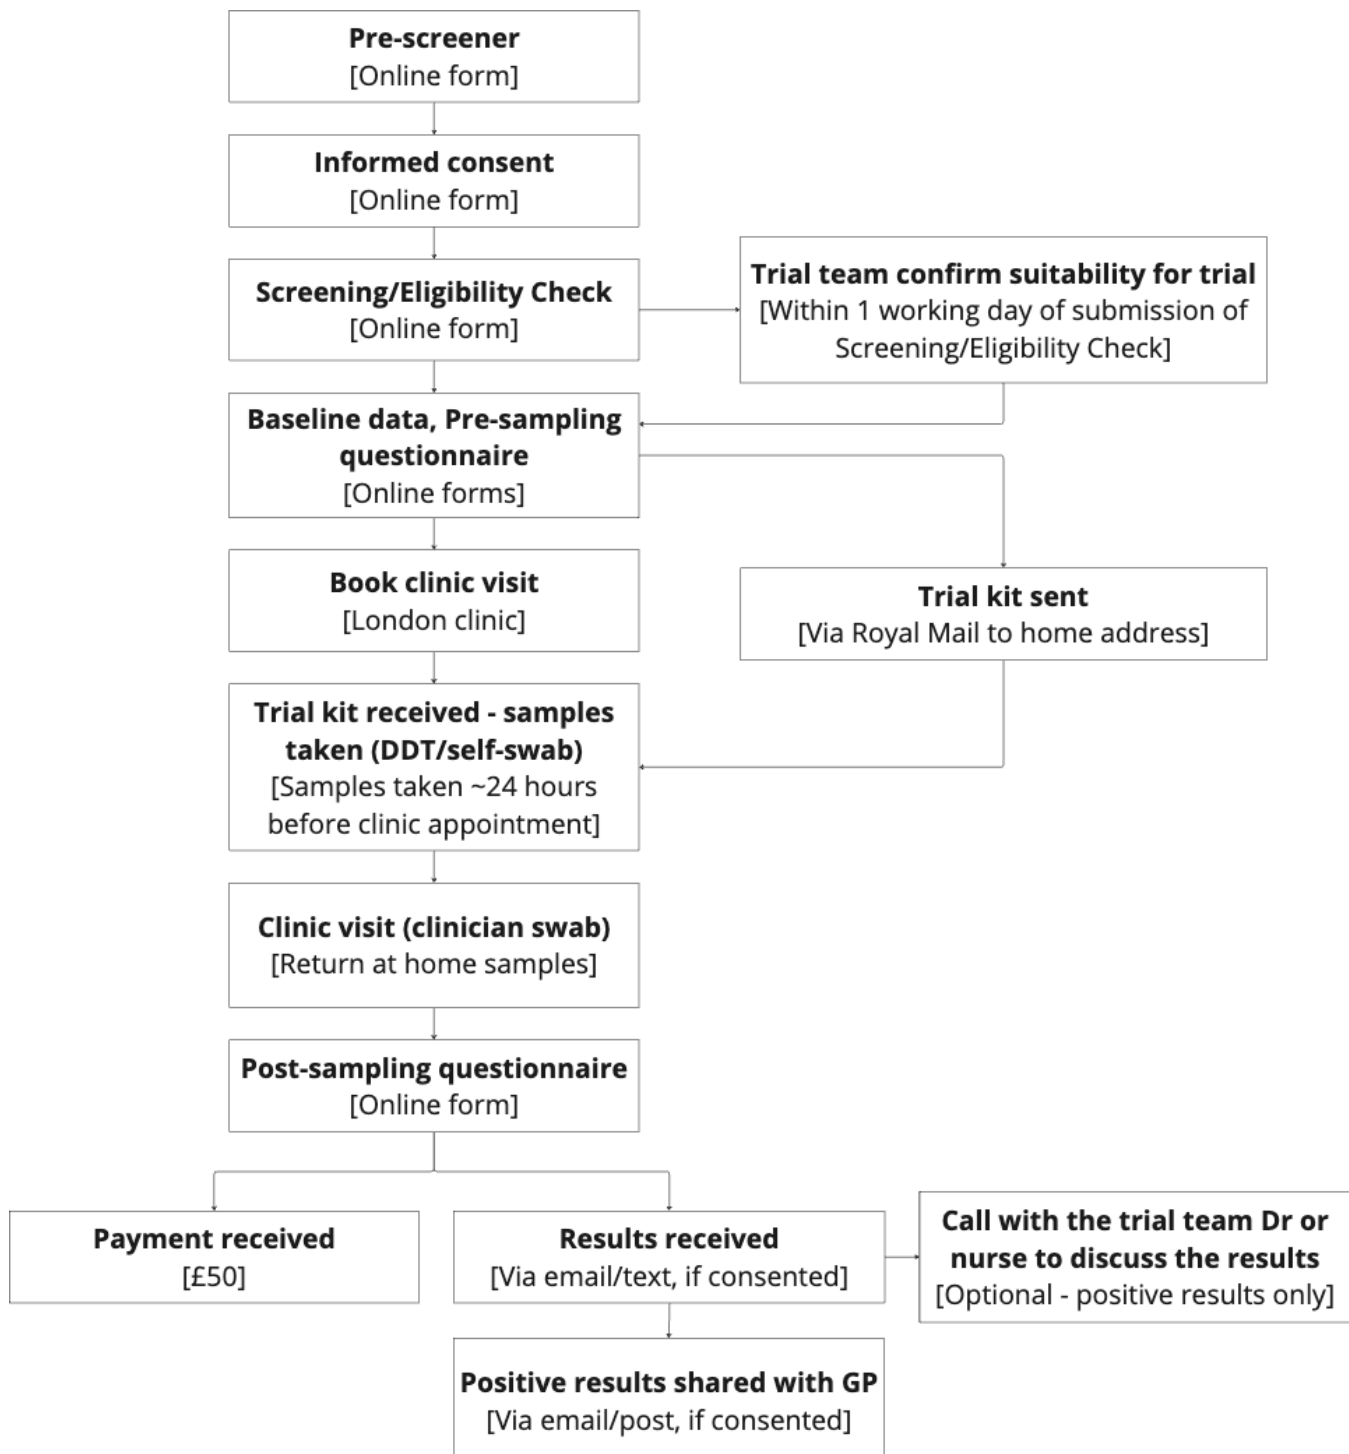 Pre-screener
[Online form]
Informed consent
[Online form]
Screening/Eligibility Check
[Online form]
Trial team confirm suitability for trial
[Within 1 working day of submission of
Screening/Eligibility Check]
Baseline data, Pre-sampling
questionnaire
[Online forms]
Book clinic visit
[London clinic]
Trial kit sent
[Via Royal Mail to home address]
Trial kit received - samples
taken (DDT/self-swab)
[Samples taken ~24 hours
before clinic appointment]
Clinic visit (clinician swab)
[Return at home samples]
Post-sampling questionnaire
[Online form]
Payment received
[£50]
Results received
[Via email/text, if consented]
Call with the trial team Dr or
nurse to discuss the results
[Optional - positive results only]
Positive results shared with GP
[Via email/post, if consented]